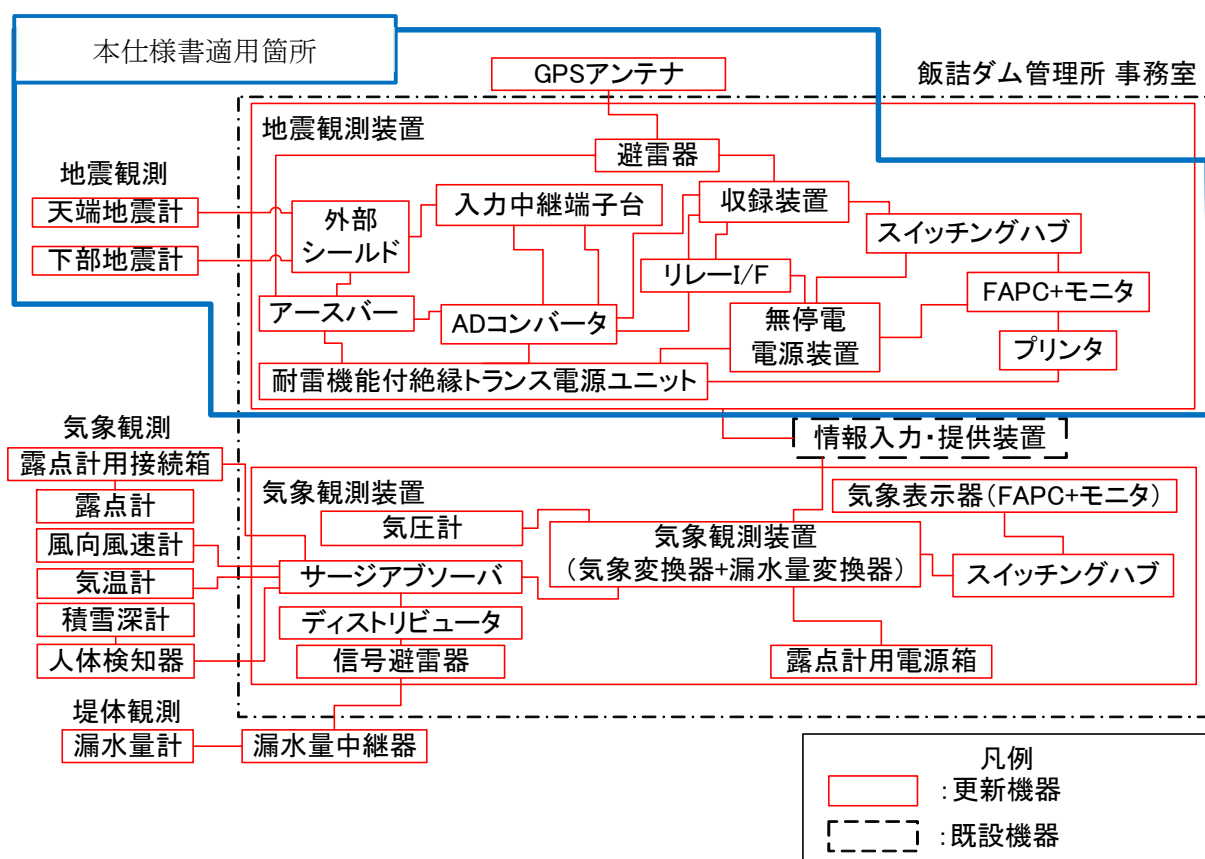 本仕様書適用箇所
GPSアンテナ
飯詰ダム管理所 事務室
地震観測装置
避雷器
地震観測
天端地震計
下部地震計
外部
シールド
入力中継端子台
収録装置
スイッチングハブ
リレーI/F
FAPC+モニタ
アースバー
ADコンバータ
無停電
電源装置
プリンタ
耐雷機能付絶縁トランス電源ユニット
情報入力・提供装置
気象観測
露点計用接続箱
露点計
風向風速計
気温計
積雪深計
人体検知器
気象観測装置
気圧計
気象表示器(FAPC+モニタ)
気象観測装置
(気象変換器+漏水量変換器)
スイッチングハブ
サージアブソーバ
ディストリビュータ
信号避雷器
露点計用電源箱
堤体観測
漏水量計
漏水量中継器
凡例
:更新機器
:既設機器